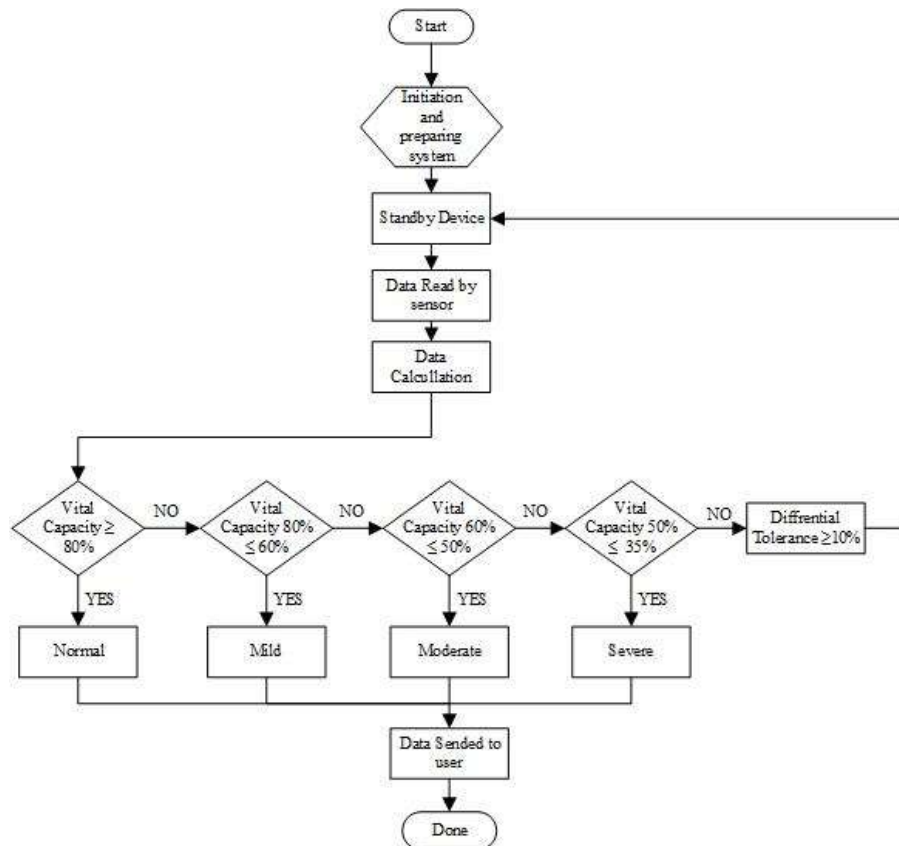 Start
Initiation
and
preparing
system
Standby Device
Data Read by
sensor
Data
Calcullation
Vital
Capacity ≥
80%
NO
Vital
Capacity 80%
≤ 60%
NO
Vital
Capacity 60%
≤ 50%
NO
Vital
Capacity 50%
≤ 35%
NO
Diffrential
Tolerance ≥10%
YES
YES
YES
YES
Normal
Mild
Moderate
Severe
Data Sended to
user
Done